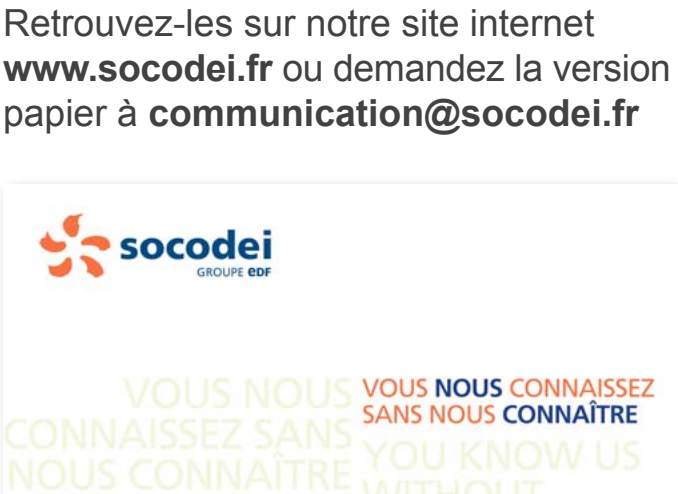 Retrouvez-les sur notre site internet
www.socodei.fr ou demandez la version
papier à communication@socodei.fr
socodei
GROUPE eDF
VOUS NOUS CONNAISSEZ
SANS NOUS CONNAÎTRE
VOUS NOUS
CONNAISSEZ SANS
NOUS CONNAÎTRE
YOU KNOW US
WITHOUT